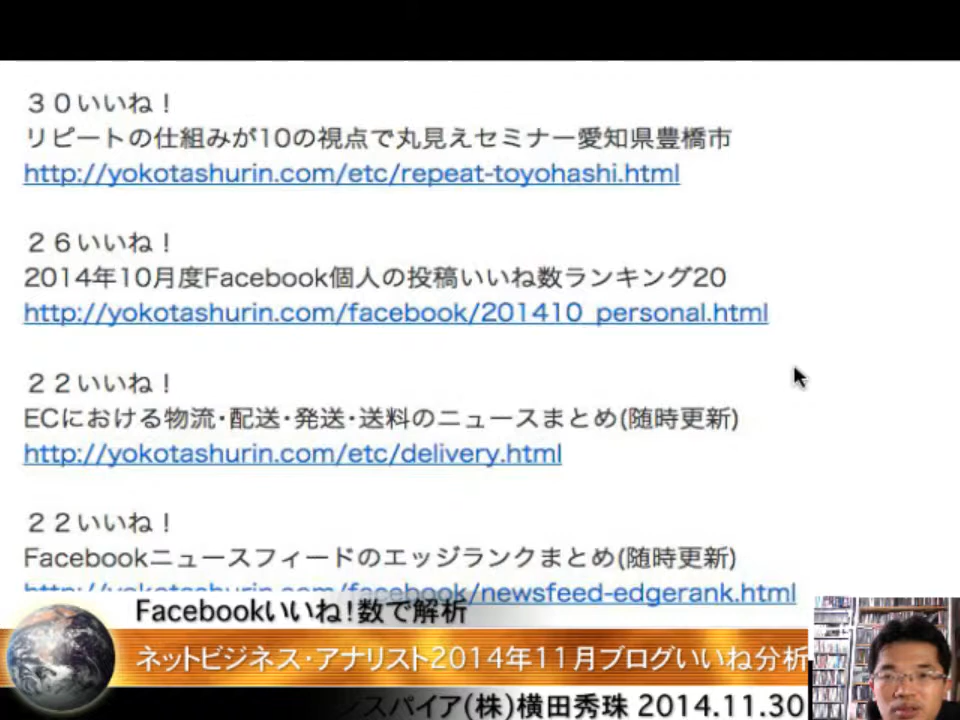 ３０いいね！
リピートの仕組みが10の視点で丸見えセミナー愛知県豊橋市
http://yokotashurin.com/etc/repeat-toyohashi.html
２６いいね！
2014年10月度Facebook個人の投稿いいね数ランキング20
http://yokotashurin.com/facebook/201410_personal.html
２２いいね！
ECにおける物流・配送・発送・送料のニュースまとめ(随時更新)
http://yokotashurin.com/etc/delivery.html
２２いいね！
Facebookニュースフィードのエッジランクまとめ(随時更新)
http://yokotashurin.com/facebook/newsfeed-edgerank.html
Facebookいいね！数で解析
ネットビジネス・アナリスト2014年11月ブログいいね分析
ンスパイア(株)横田秀珠 2014.11.30